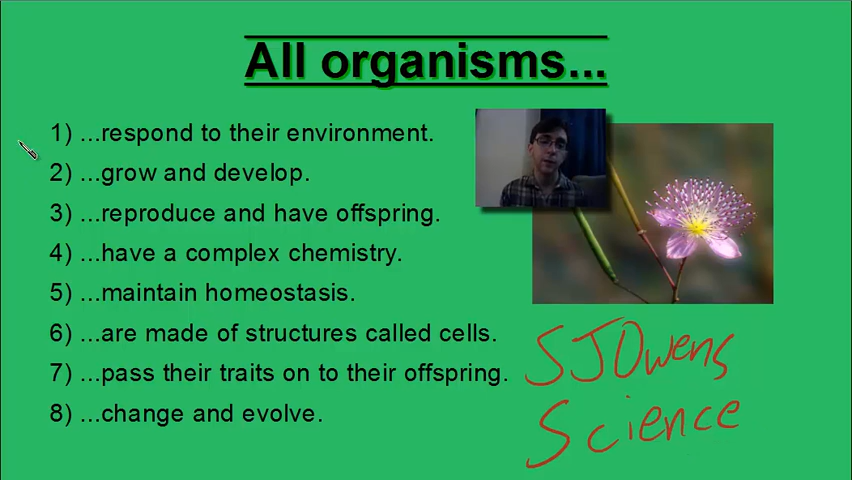 All organisms...
1) ...respond to their environment.
2) ...grow and develop.
3) ...reproduce and have offspring.
4) ...have a complex chemistry.
5) ...maintain homeostasis.
6) ...are made of structures called cells.
7) ...pass their traits on to their offspring.
8) ...change and evolve.
SJOwens
Science